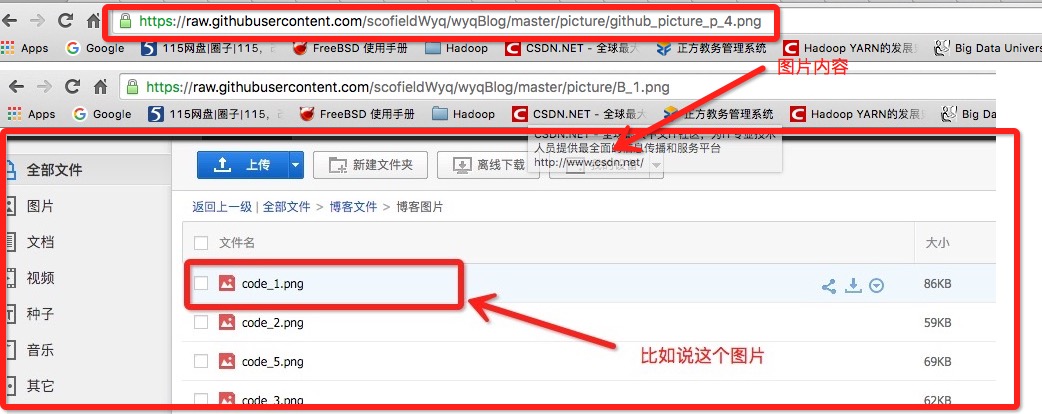 https://raw.githubusercontent.com/scofieldWyq/wyqBlog/master/picture/github_picture_p_4.png
Apps Google 115网盘|圈子|115, 改 FreeBSD 使用手册 Hadoop CSDN.NET - 全球最大 正方教务管理系统 Hadoop YARN的发展 Big Data Univers
图片内容
https://raw.githubusercontent.com/scofieldWyq/wyqBlog/master/picture/B_1.png
Apps Google 115网盘|圈子|115, 改 FreeBSD 使用手册 Hadoop CSDN.NET - 全球最大 正方教务管理系统 Hadoop YARN的发展 Big Da
CSDN.NET - 全球最大中文IT社区，为IT专业技术
人员提供最全面的信息传播和服务平台
http://www.csdn.net/
全部文件
上传 新建文件夹 离线下载 我的设备
图片
返回上一级 | 全部文件 > 博客文件 > 博客图片
文档
文件名 大小
视频
code_1.png 86KB
种子
code_2.png 59KB
音乐
比如说这个图片
code_5.png 69KB
其它
code_3.png 62KB